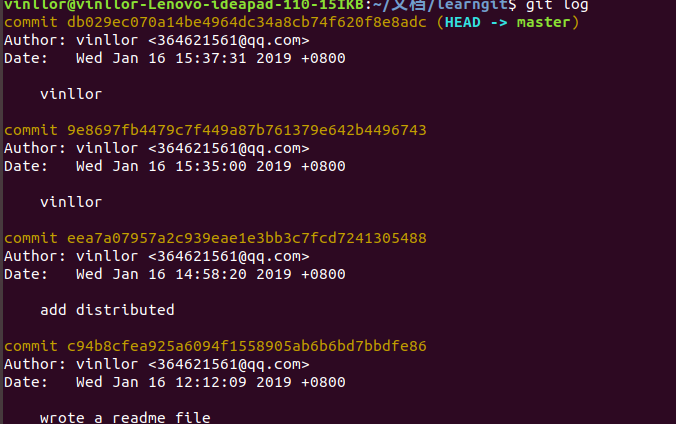 vinllor@vinllor-Lenovo-ideapad-110-15IKB:~/文档/learngit$ git log
commit db029ec070a14be4964dc34a8cb74f620f8e8adc (HEAD -> master)
Author: vinllor <364621561@qq.com>
Date:   Wed Jan 16 15:37:31 2019 +0800
vinllor
commit 9e8697fb4479c7f449a87b761379e642b4496743
Author: vinllor <364621561@qq.com>
Date:   Wed Jan 16 15:35:00 2019 +0800
vinllor
commit eea7a07957a2c939eae1e3bb3c7fcd7241305488
Author: vinllor <364621561@qq.com>
Date:   Wed Jan 16 14:58:20 2019 +0800
add distributed
commit c94b8cfea925a6094f1558905ab6b6bd7bbdfe86
Author: vinllor <364621561@qq.com>
Date:   Wed Jan 16 12:12:09 2019 +0800
wrote a readme file